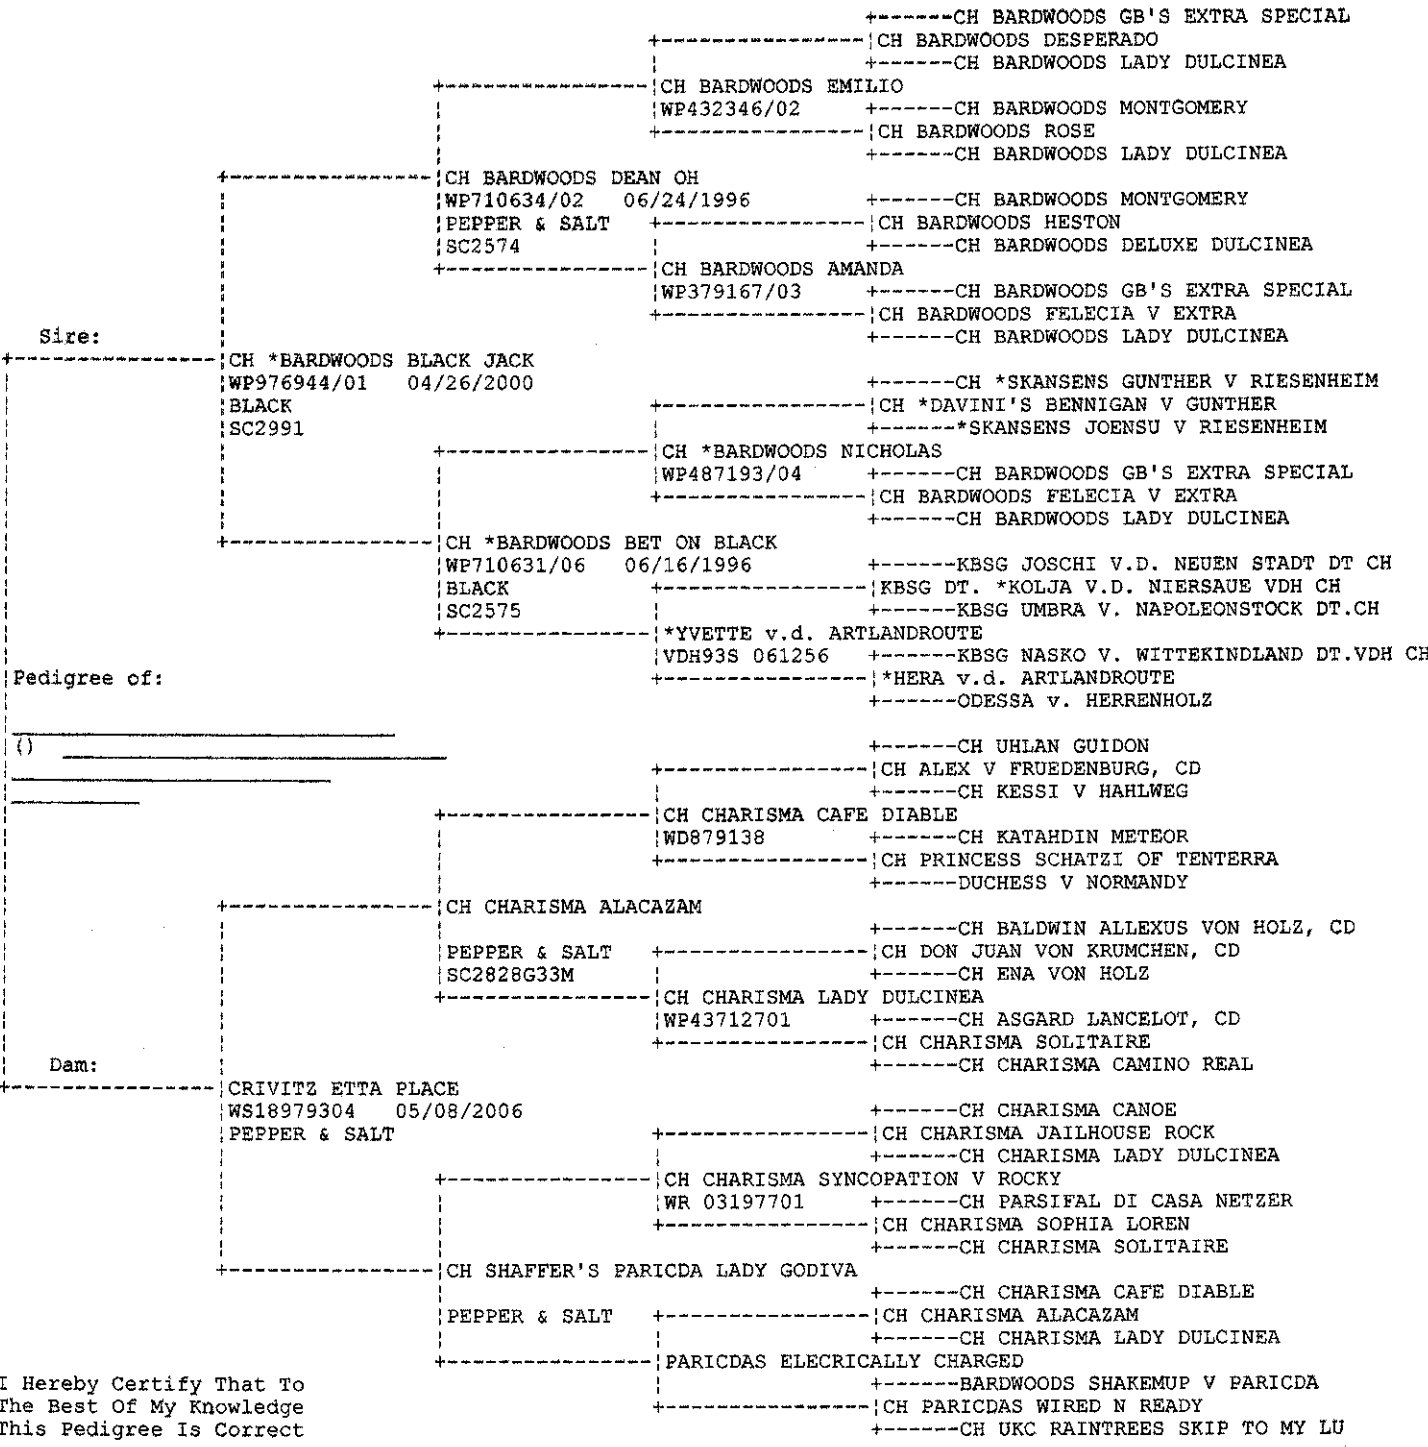 CH BARDWOODS GB'S EXTRA SPECIAL
CH BARDWOODS DESPERADO
CH BARDWOODS LADY DULCINEA
CH BARDWOODS EMILIO
WP432346/02 CH BARDWOODS MONTGOMERY
CH BARDWOODS ROSE
CH BARDWOODS LADY DULCINEA
CH BARDWOODS DEAN OH
WP710634/02 06/24/1996 CH BARDWOODS MONTGOMERY
PEPPER & SALT CH BARDWOODS HESTON
SC2574 CH BARDWOODS DELUXE DULCINEA
CH BARDWOODS AMANDA
WP379167/03 CH BARDWOODS GB'S EXTRA SPECIAL
CH BARDWOODS FELECIA V EXTRA
Sire: CH BARDWOODS LADY DULCINEA
CH *BARDWOODS BLACK JACK
WP976944/01 04/26/2000 CH *SKANSENS GUNTHER V RIESENHEIM
BLACK CH *DAVINI'S BENNIGAN V GUNTHER
SC2991 *SKANSENS JOENSU V RIESENHEIM
CH *BARDWOODS NICHOLAS
WP487193/04 CH BARDWOODS GB'S EXTRA SPECIAL
CH BARDWOODS FELECIA V EXTRA
CH BARDWOODS LADY DULCINEA
CH *BARDWOODS BET ON BLACK
WP710631/06 06/16/1996 KBSG JOSCHI V.D. NEUEN STADT DT CH
BLACK KBSG DT. *KOLJA V.D. NIERSAUE VDH CH
SC2575 KBSG UMBRA V. NAPOLEONSTOCK DT.CH
*YVETTE v.d. ARTLANDROUTE
VDH93S 061256 KBSG NASKO V. WITTEKINDLAND DT.VDH CH
Pedigree of: *HERA v.d. ARTLANDROUTE
ODESSA v. HERRENHOLZ
() CH UHLAN GUIDON
CH ALEX V FRUEDENBURG, CD
CH KESSI V HAHLWEG
CH CHARISMA CAFE DIABLE
WD879138 CH KATAHDIN METEOR
CH PRINCESS SCHATZI OF TENTERRA
DUCHESS V NORMANDY
CH CHARISMA ALACAZAM
CH BALDWIN ALLEXUS VON HOLZ, CD
PEPPER & SALT CH DON JUAN VON KRUMCHEN, CD
SC2828G33M CH ENA VON HOLZ
CH CHARISMA LADY DULCINEA
WP43712701 CH ASGARD LANCELOT, CD
CH CHARISMA SOLITAIRE
Dam: CH CHARISMA CAMINO REAL
CRIVITZ ETTA PLACE
WS18979304 05/08/2006 CH CHARISMA CANOE
PEPPER & SALT CH CHARISMA JAILHOUSE ROCK
CH CHARISMA LADY DULCINEA
CH CHARISMA SYNCOPATION V ROCKY
WR 03197701 CH PARSIFAL DI CASA NETZER
CH CHARISMA SOPHIA LOREN
CH CHARISMA SOLITAIRE
CH SHAFFER'S PARICDA LADY GODIVA
CH CHARISMA CAFE DIABLE
PEPPER & SALT CH CHARISMA ALACAZAM
CH CHARISMA LADY DULCINEA
PARICDAS ELECRICALLY CHARGED
I Hereby Certify That To BARDWOODS SHAKEMUP V PARICDA
The Best Of My Knowledge CH PARICDAS WIRED N READY
This Pedigree Is Correct CH UKC RAINTREES SKIP TO MY LU